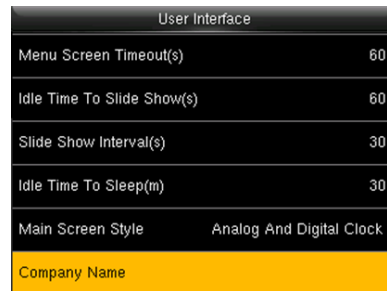 User Interface
Menu Screen Timeout(s) 60
Idle Time To Slide Show(s) 60
Slide Show Interval(s) 30
Idle Time To Sleep(m) 30
Main Screen Style Analog And Digital Clock
Company Name